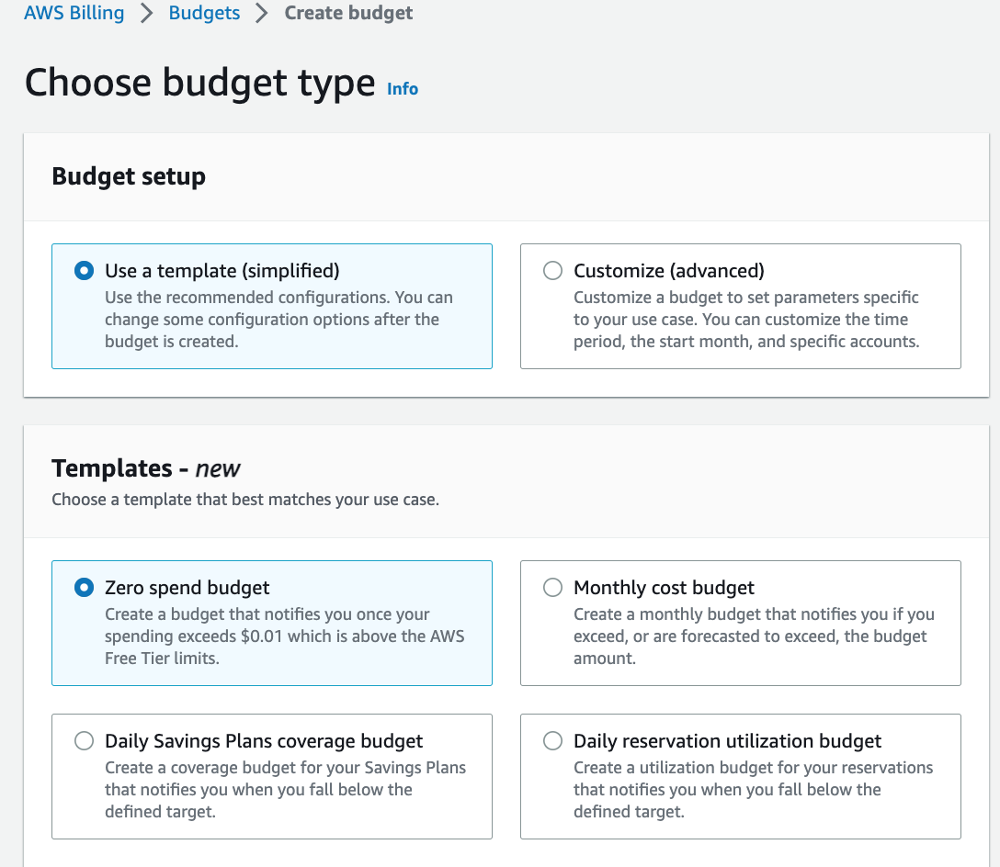 AWS Billing > Budgets > Create budget
Choose budget type Info
Budget setup
Use a template (simplified)
Use the recommended configurations. You can
change some configuration options after the
budget is created.
Customize (advanced)
Customize a budget to set parameters specific
to your use case. You can customize the time
period, the start month, and specific accounts.
Templates - new
Choose a template that best matches your use case.
Zero spend budget
Create a budget that notifies you once your
spending exceeds $0.01 which is above the AWS
Free Tier limits.
Monthly cost budget
Create a monthly budget that notifies you if you
exceed, or are forecasted to exceed, the budget
amount.
Daily Savings Plans coverage budget
Create a coverage budget for your Savings Plans
that notifies you when you fall below the
defined target.
Daily reservation utilization budget
Create a utilization budget for your reservations
that notifies you when you fall below the
defined target.